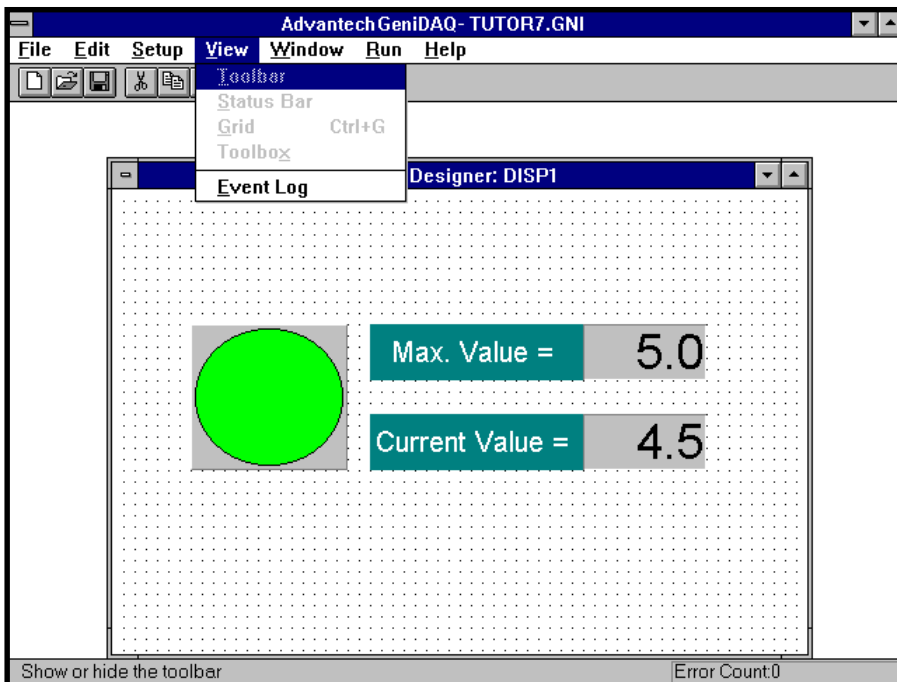 Advantech GeniDAQ- TUTOR7.GNI
File Edit Setup View Window Run Help
Toolbar
Status Bar
Grid Ctrl+G
Toolbox
Event Log
Designer: DISP1
Max. Value = 5.0
Current Value = 4.5
Show or hide the toolbar Error Count:0